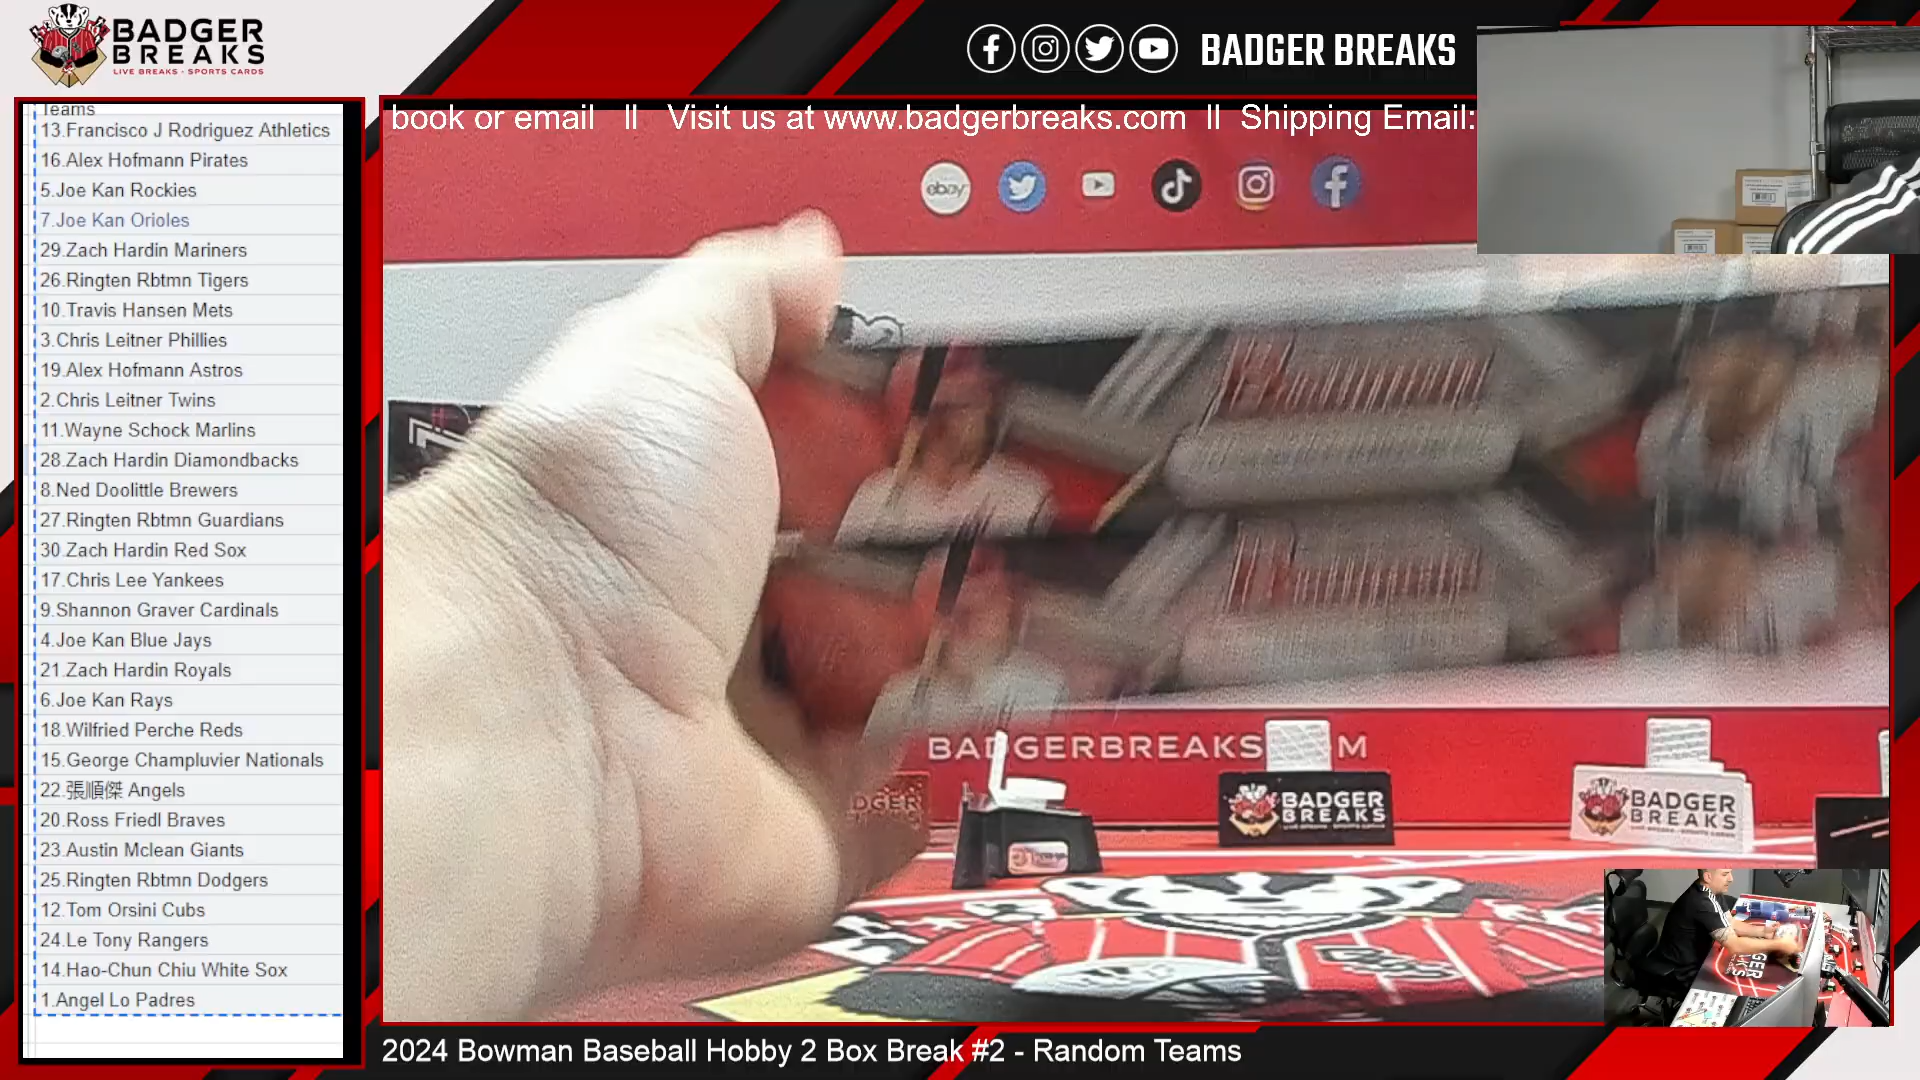 BADGER
BREAKS
LIVE BREAKS - SPORTS CARDS
BADGER BREAKS
book or email ll Visit us at www.badgerbreaks.com ll Shipping Email:
Teams
13.Francisco J Rodriguez Athletics
16.Alex Hofmann Pirates
5.Joe Kan Rockies
7.Joe Kan Orioles
29.Zach Hardin Mariners
26.Ringten Rbtmn Tigers
10.Travis Hansen Mets
3.Chris Leitner Phillies
19.Alex Hofmann Astros
2.Chris Leitner Twins
11.Wayne Schock Marlins
28.Zach Hardin Diamondbacks
8.Ned Doolittle Brewers
27.Ringten Rbtmn Guardians
30.Zach Hardin Red Sox
17.Chris Lee Yankees
9.Shannon Graver Cardinals
4.Joe Kan Blue Jays
21.Zach Hardin Royals
6.Joe Kan Rays
18.Wilfried Perche Reds
15.George Champluvier Nationals
22.張順傑 Angels
20.Ross Friedl Braves
23.Austin Mclean Giants
25.Ringten Rbtmn Dodgers
12.Tom Orsini Cubs
24.Le Tony Rangers
14.Hao-Chun Chiu White Sox
1.Angel Lo Padres
ebay
BADGERBREAKS M
BADGER
BREAKS
BADGER
BREAKS
2024 Bowman Baseball Hobby 2 Box Break #2 - Random Teams